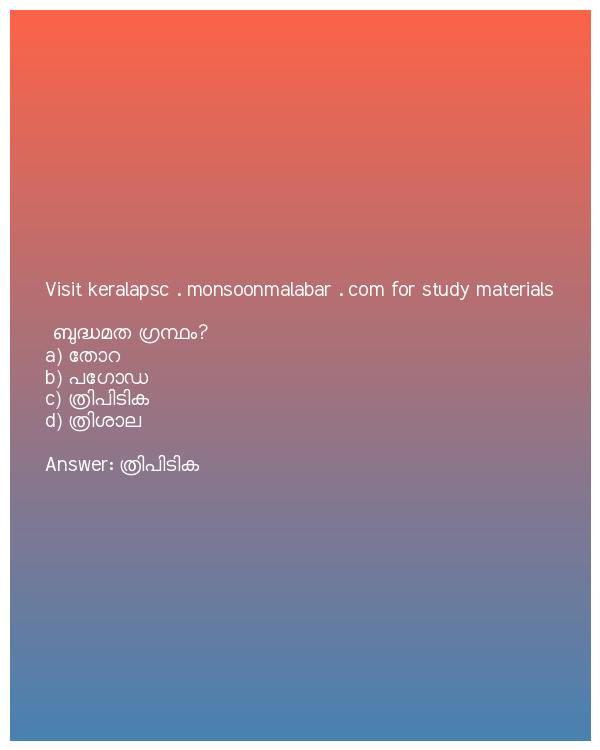 Visit keralapsc . monsoonmalabar . com for study materials
ബുദ്ധമത ഗ്രന്ഥം?
a) തോറ
b) പഗോഡ
c) ത്രിപിടിക
d) ത്രിശാല
Answer: ത്രിപിടിക